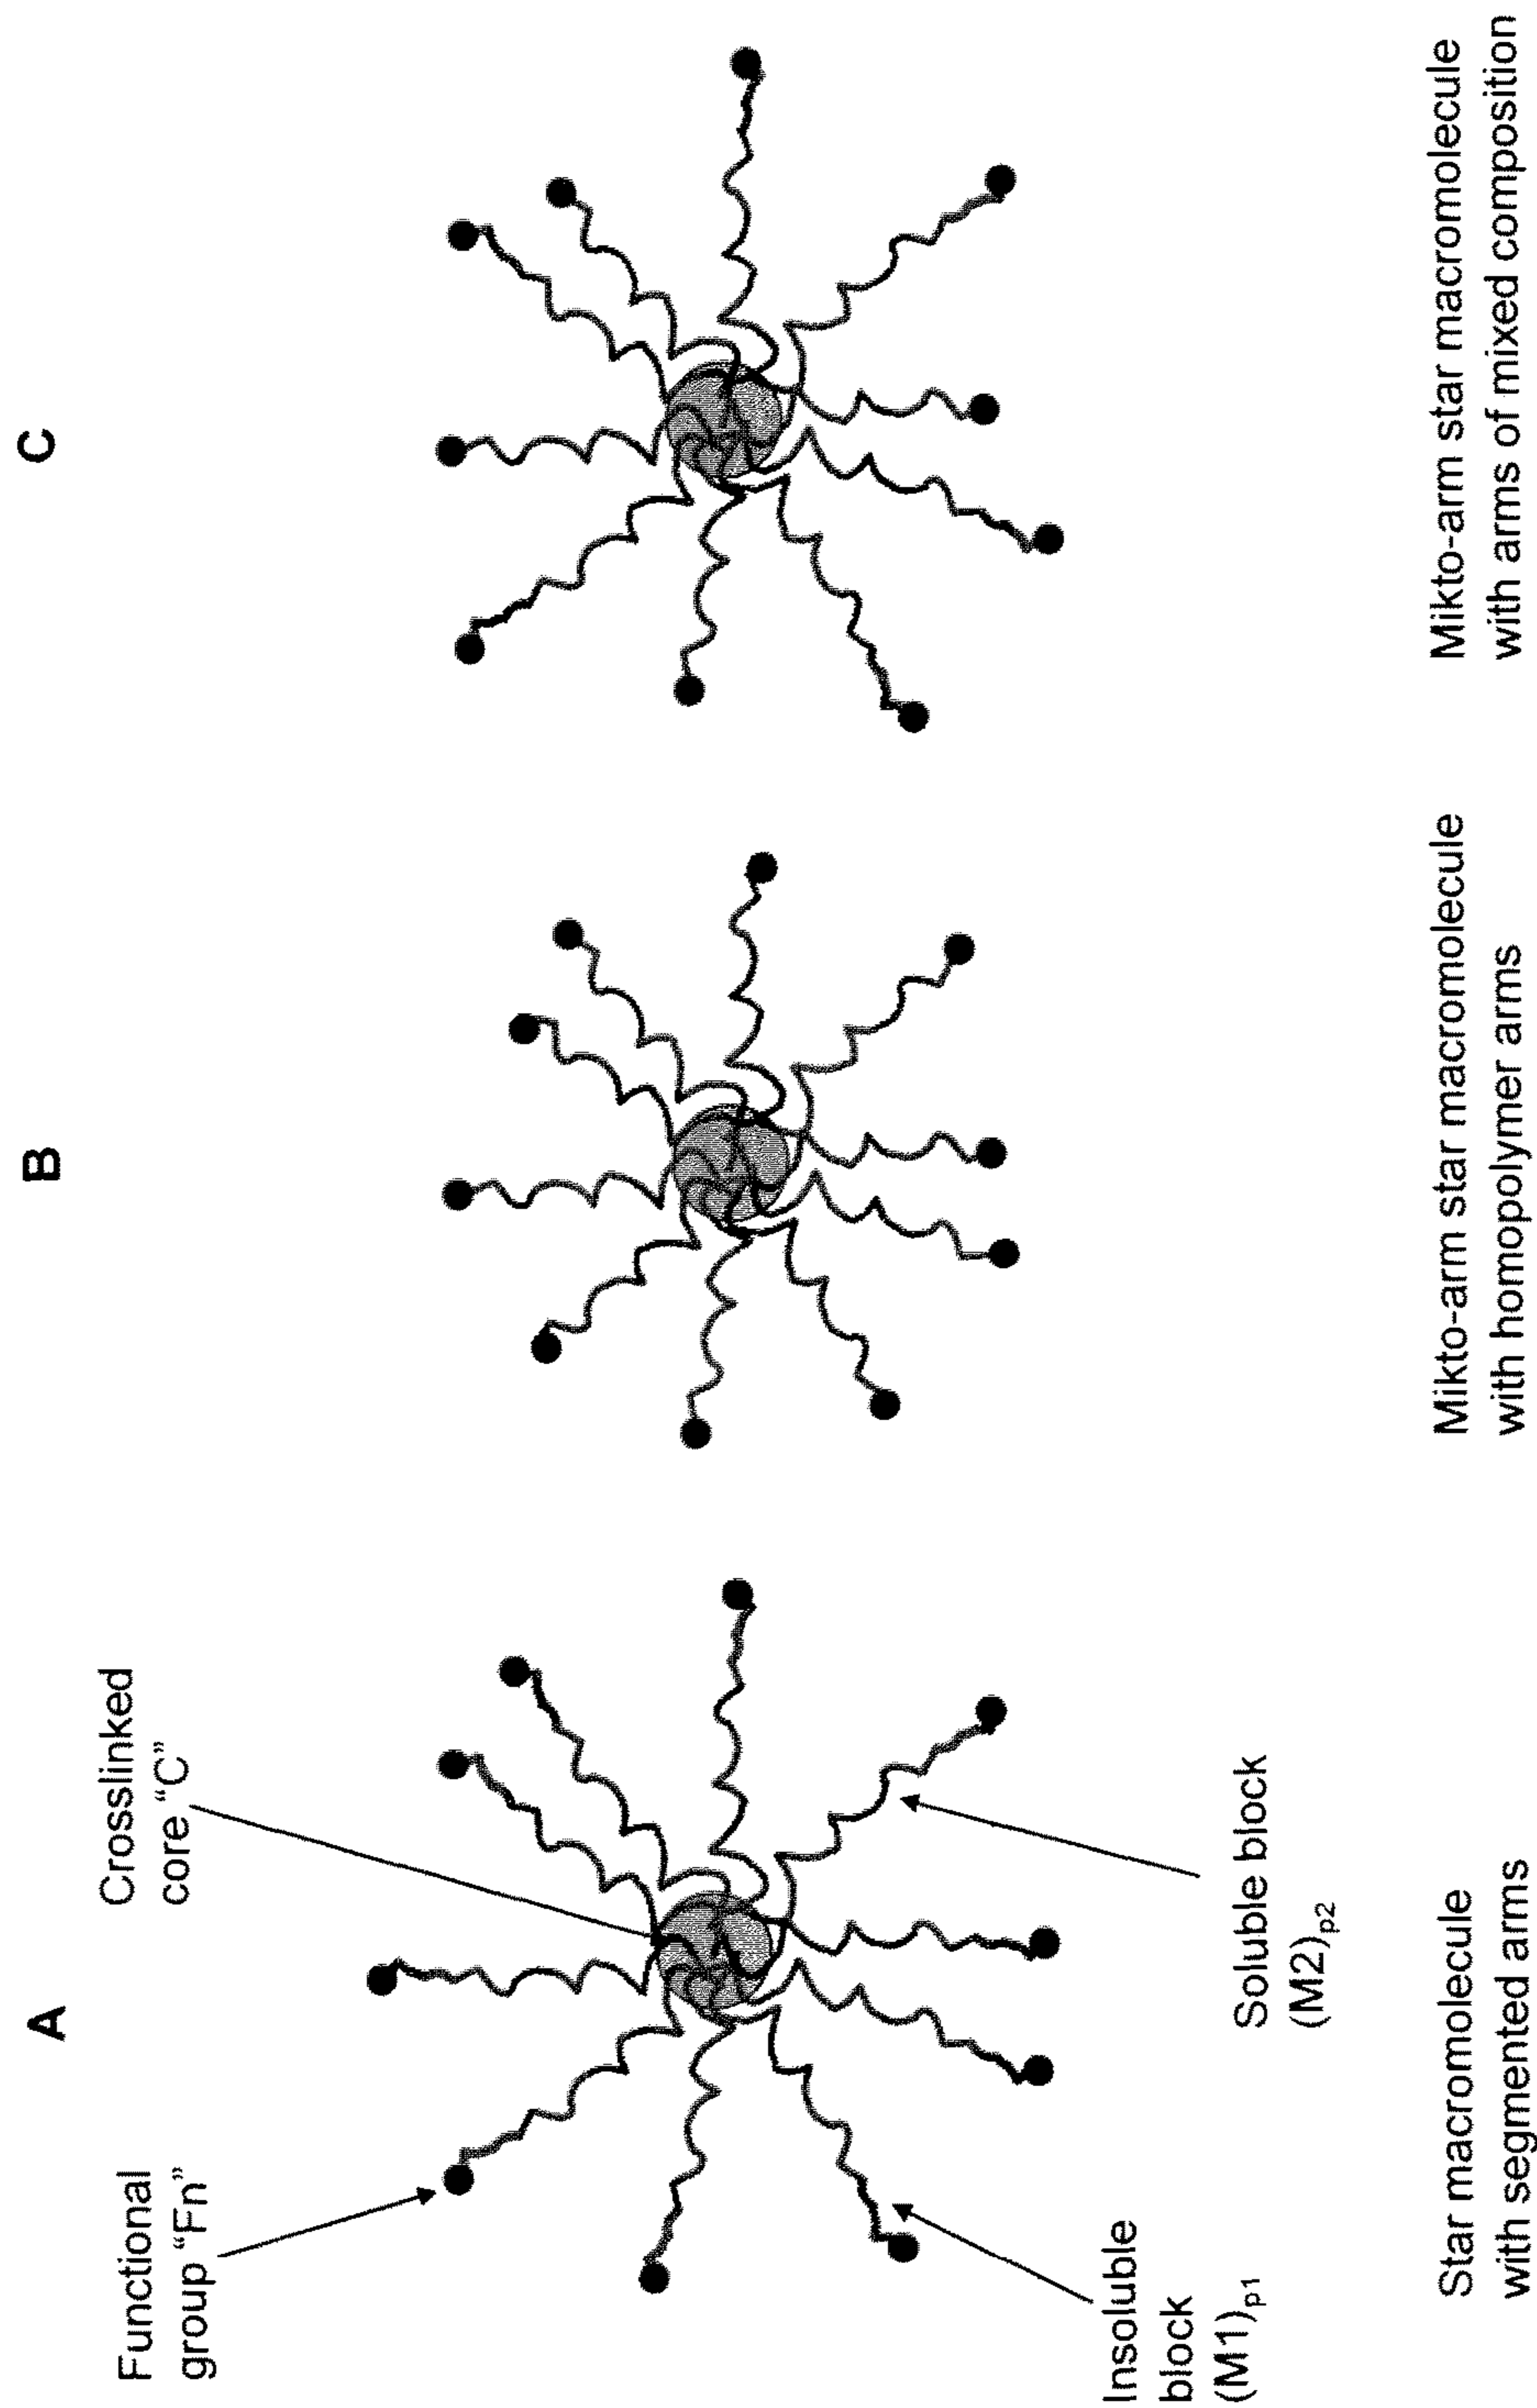 A
Functional
group “Fn”
Crosslinked
core “C”
Insoluble
block
(M1)p1
Soluble block
(M2)p2
Star macromolecule
with segmented arms
B
Mikto-arm star macromolecule
with homopolymer arms
C
Mikto-arm star macromolecule
with arms of mixed composition